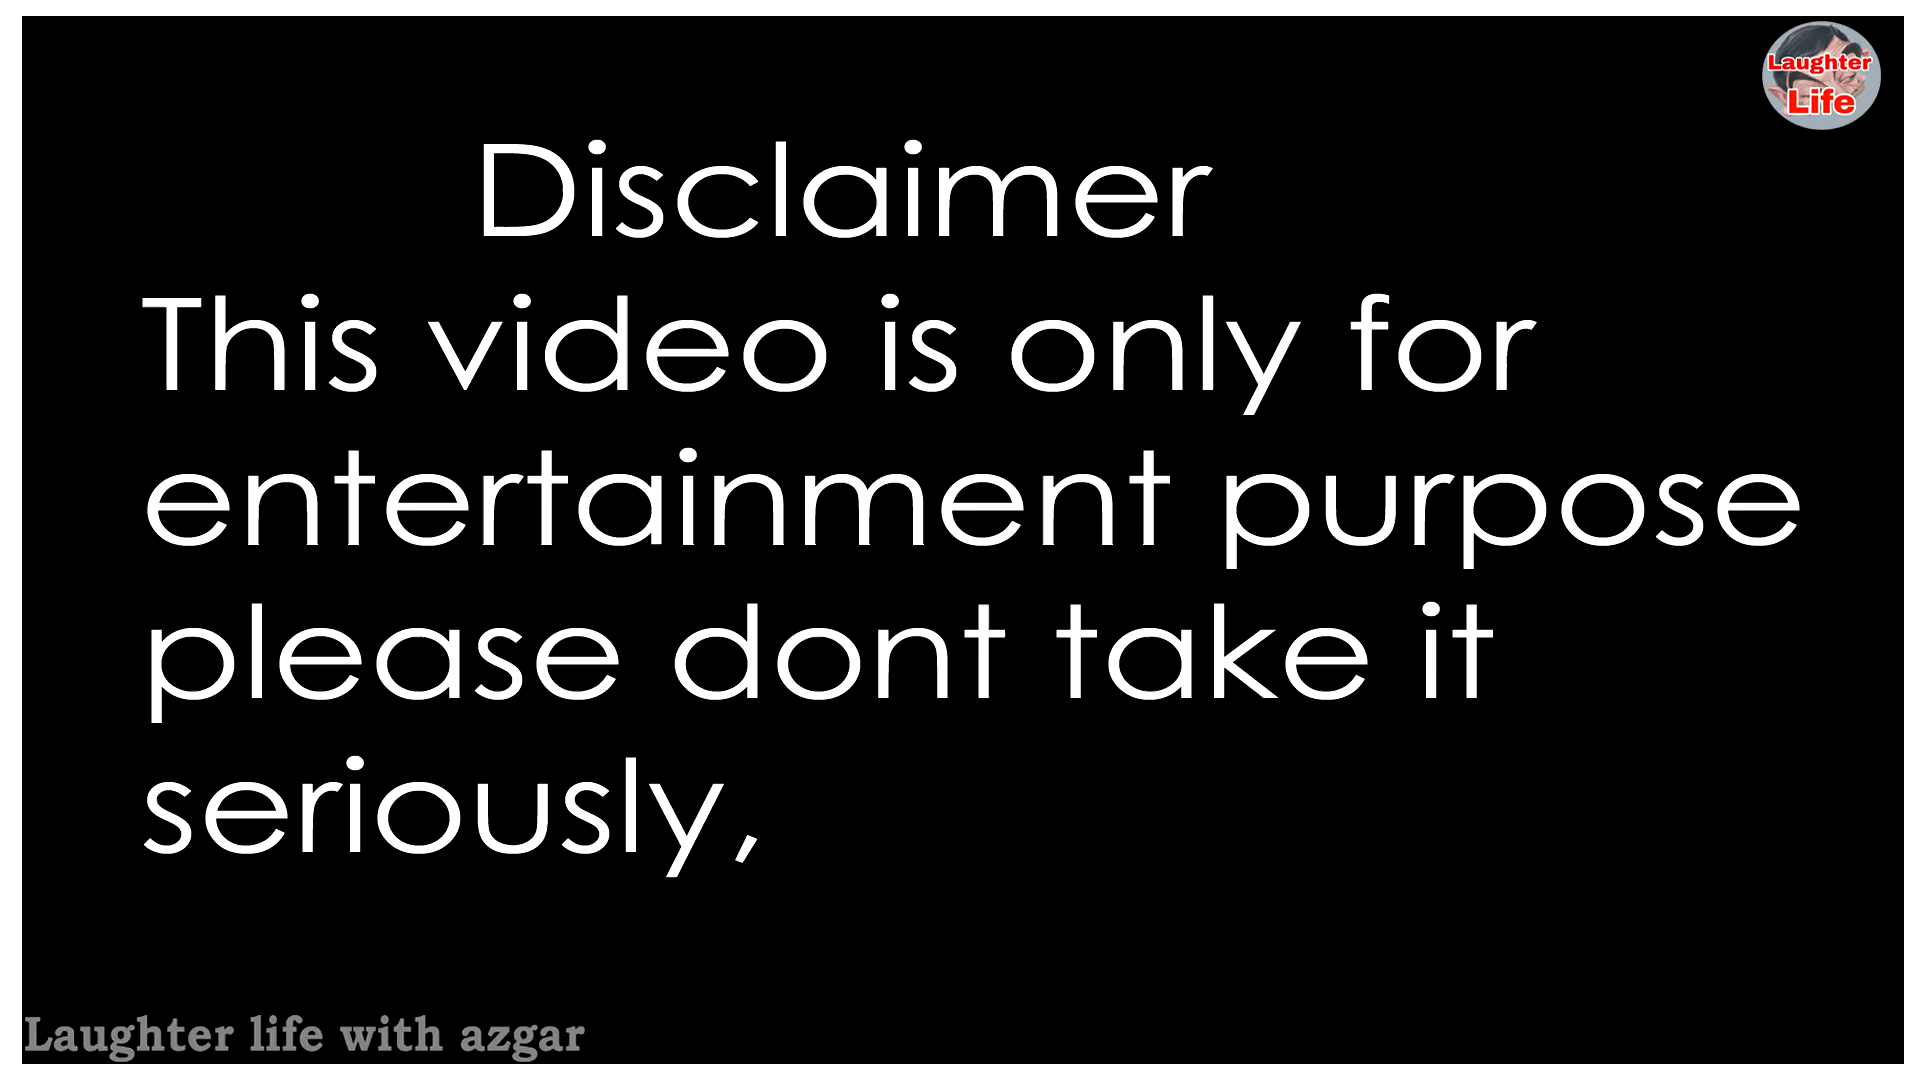 Laughter
Life
Disclaimer
This video is only for
entertainment purpose
please dont take it
seriously,
Laughter life with azgar